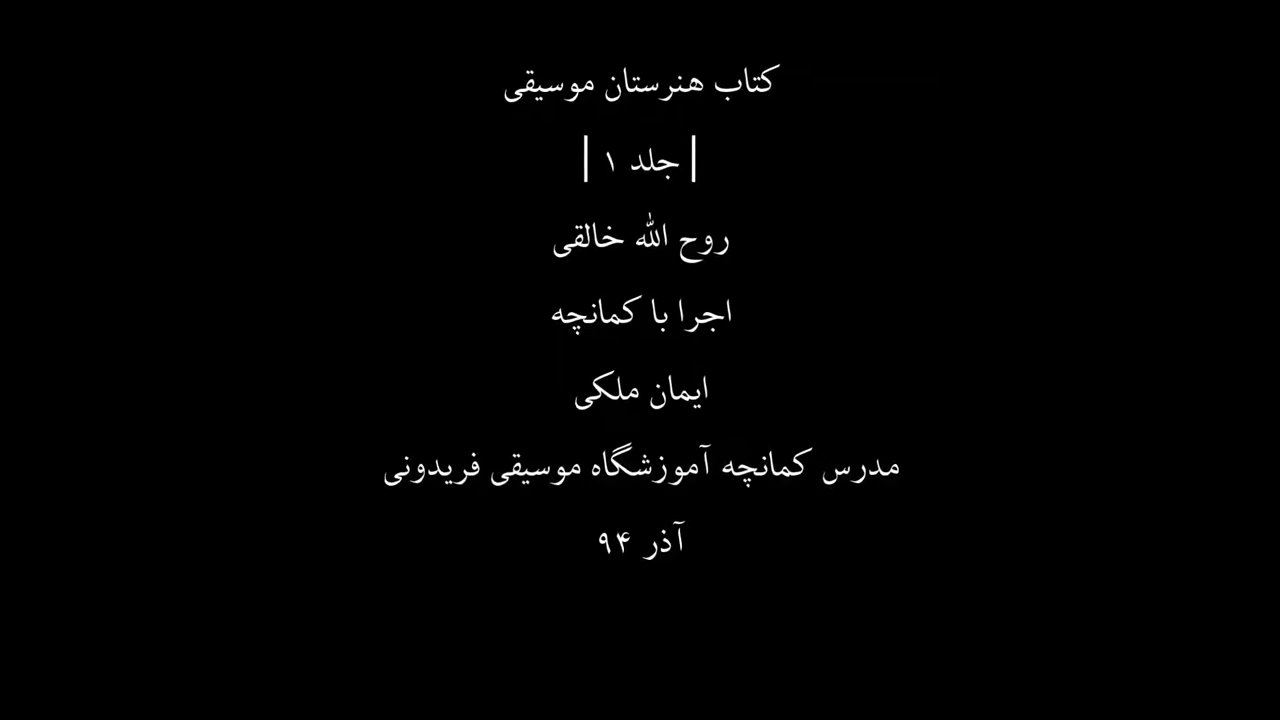 کتاب هنرستان موسیقی
| جلد ۱ |
روح الله خالقی
اجرا با کمانچه
ایمان ملکی
مدرس کمانچه آموزشگاه موسیقی فریدونی
آذر ۹۴